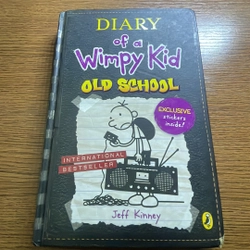 DIARY
of a
Wimpy Kid
OLD SCHOOL
EXCLUSIVE
stickers
inside!
INTERNATIONAL
BESTSELLER
Jeff Kinney